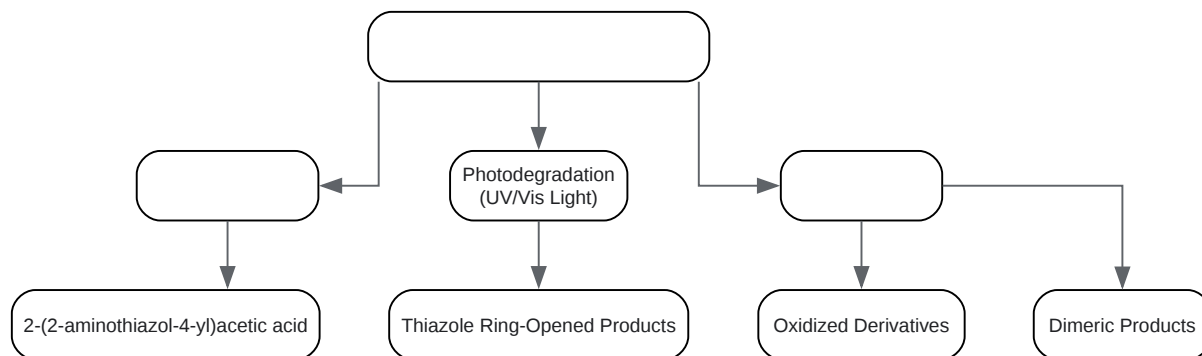 Photodegradation
(UV/Vis Light)
2-(2-aminothiazol-4-yl)acetic acid
Thiazole Ring-Opened Products
Oxidized Derivatives
Dimeric Products